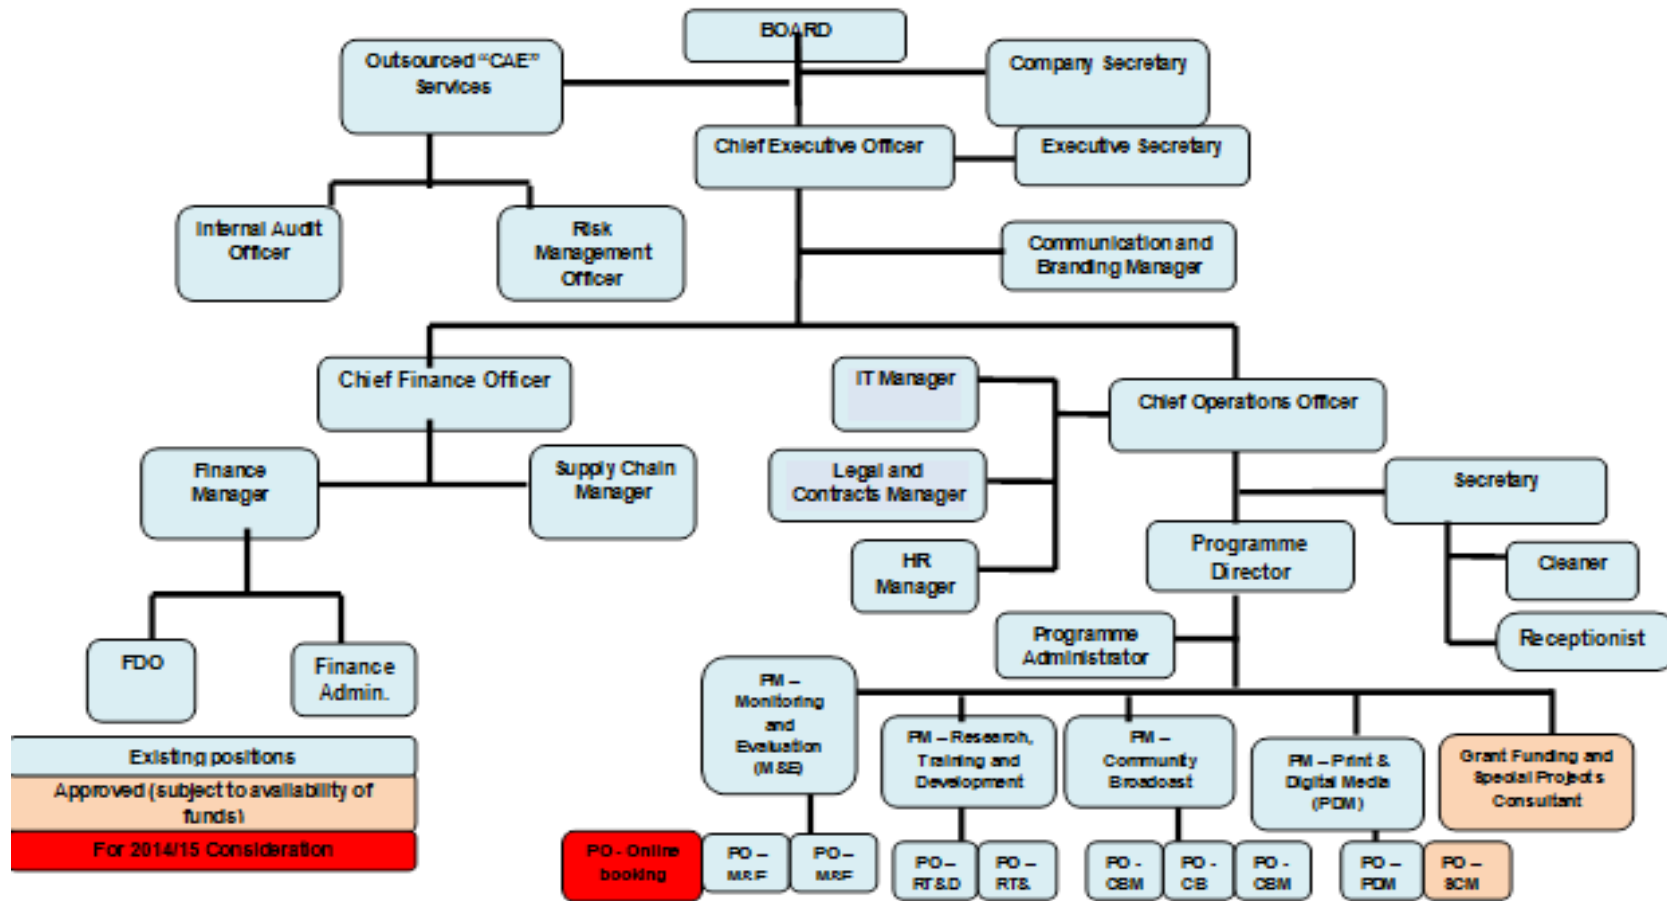 BOARD
Outsourced “CAE”
Services
Company Secretary
Chief Executive Officer
Executive Secretary
Internal Audit
Officer
Risk
Management
Officer
Communication and
Branding Manager
Chief Finance Officer
IT Manager
Chief Operations Officer
Finance
Manager
Supply Chain
Manager
Legal and
Contracts Manager
Secretary
HR
Manager
Programme
Director
Cleaner
Receptionist
Programme
Administrator
FDO
Finance
Admin.
PM –
Monitoring
and
Evaluation
(M&E)
PM – Research,
Training and
Development
PM –
Community
Broadcast
PM – Print &
Digital Media
(PDM)
Grant Funding and
Special Projects
Consultant
Existing positions
Approved (subject to availability of
funds)
For 2014/15 Consideration
PO - Online
booking
PO –
M&E
PO –
M&E
PO –
RT&D
PO –
RT&
PO -
CBM
PO -
CB
PO -
CBM
PO –
PDM
PO –
SCM